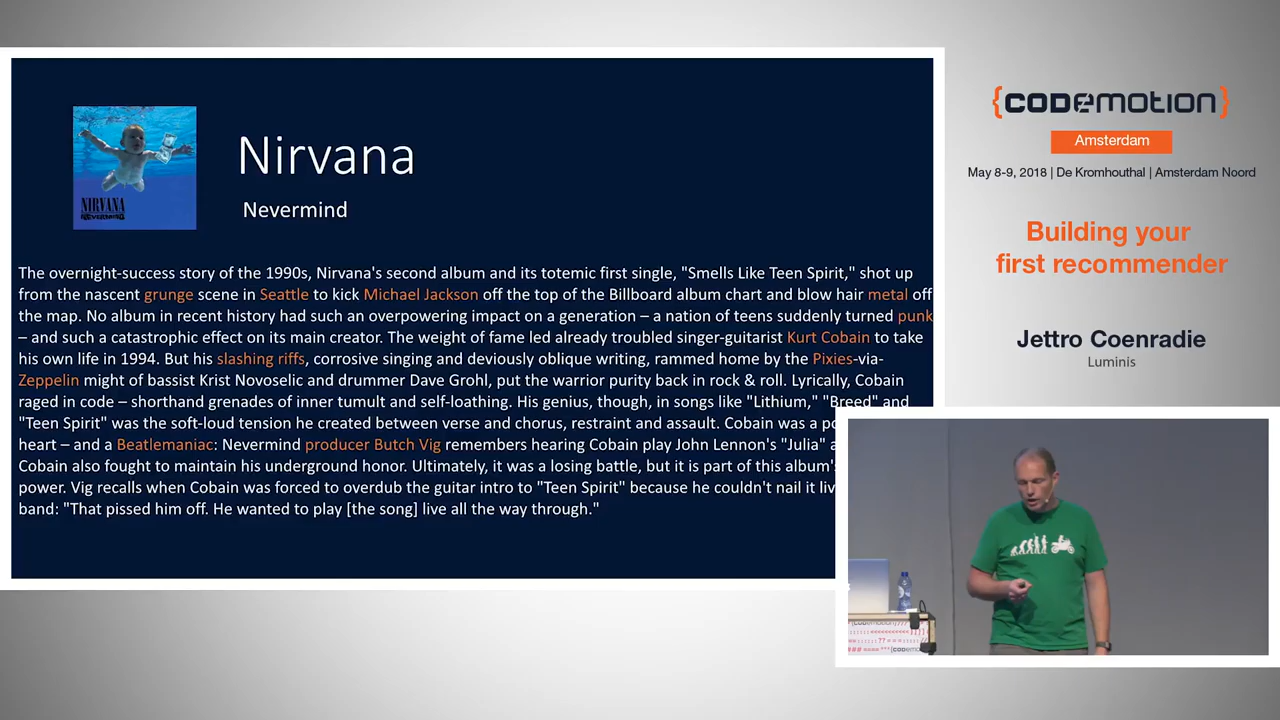 Nirvana
Nevermind
NIRVANA
NEVERMIND
The overnight-success story of the 1990s, Nirvana's second album and its totemic first single, "Smells Like Teen Spirit," shot up
from the nascent grunge scene in Seattle to kick Michael Jackson off the top of the Billboard album chart and blow hair metal off
the map. No album in recent history had such an overpowering impact on a generation – a nation of teens suddenly turned punk
– and such a catastrophic effect on its main creator. The weight of fame led already troubled singer-guitarist Kurt Cobain to take
his own life in 1994. But his slashing riffs, corrosive singing and deviously oblique writing, rammed home by the Pixies-via-
Zeppelin might of bassist Krist Novoselic and drummer Dave Grohl, put the warrior purity back in rock & roll. Lyrically, Cobain
raged in code – shorthand grenades of inner tumult and self-loathing. His genius, though, in songs like "Lithium," "Breed" and
"Teen Spirit" was the soft-loud tension he created between verse and chorus, restraint and assault. Cobain was a
heart – and a Beatlemaniac: Nevermind producer Butch Vig remembers hearing Cobain play John Lennon's "Julia"
Cobain also fought to maintain his underground honor. Ultimately, it was a losing battle, but it is part of this album's
power. Vig recalls when Cobain was forced to overdub the guitar intro to "Teen Spirit" because he couldn't nail it
band: "That pissed him off. He wanted to play [the song] live all the way through."
{CODEMOTION}
Amsterdam
May 8-9, 2018 | De Kromhouthal | Amsterdam Noord
Building your
first recommender
Jettro Coenradie
Luminis